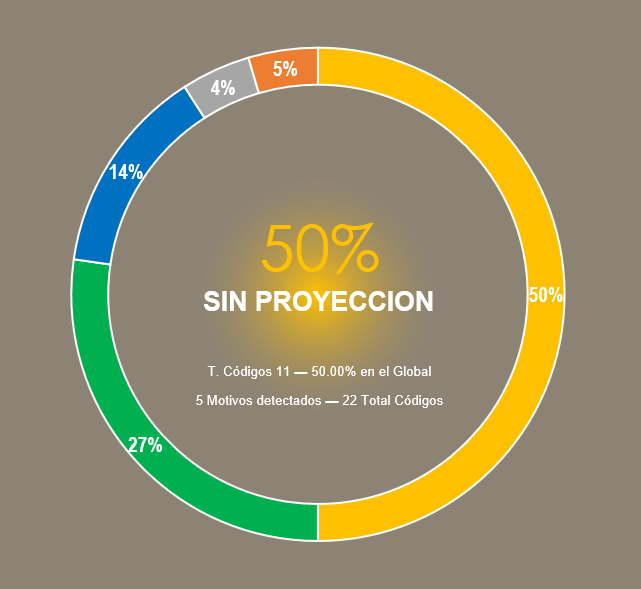 5%
4%
14%
50%
SIN PROYECCION
50%
T. Códigos 11 — 50.00% en el Global
5 Motivos detectados — 22 Total Códigos
27%